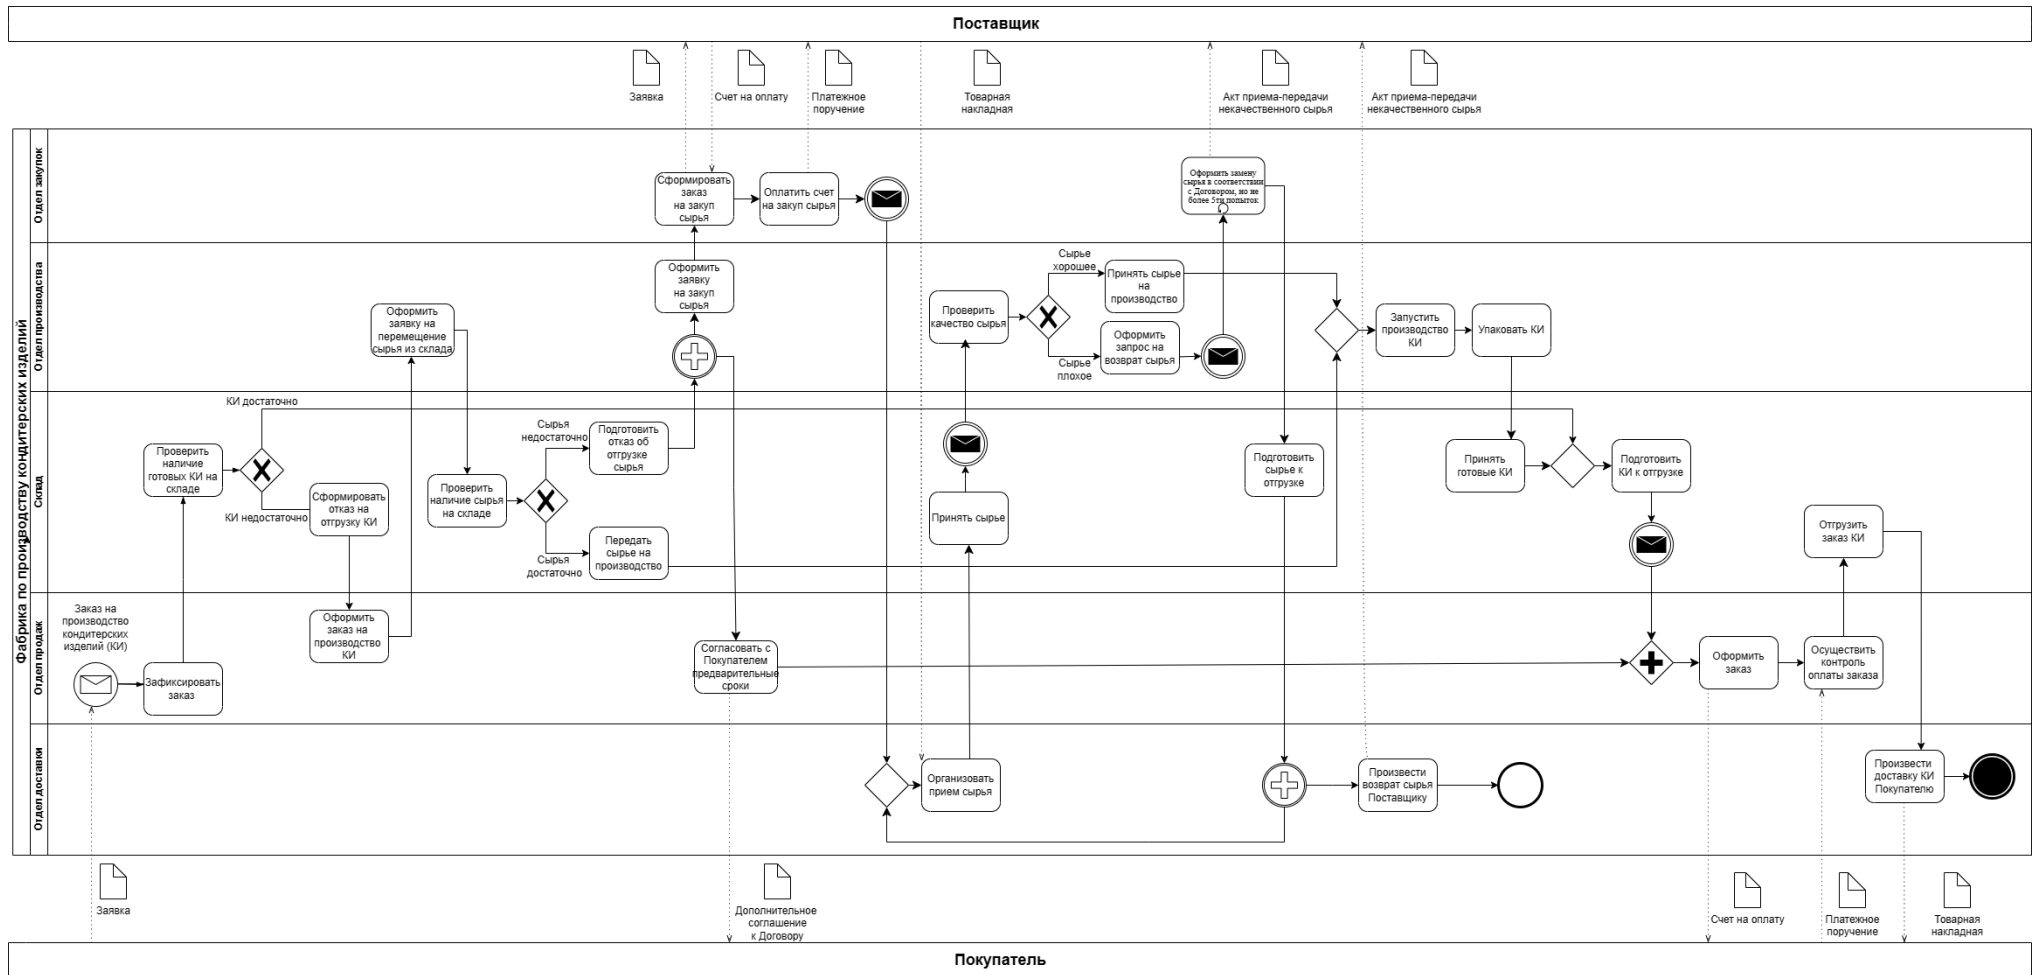 Поставщик
Заявка
Счет на оплату
Платежное
поручение
Товарная
накладная
Акт приема-передачи
некачественного сырья
Акт приема-передачи
некачественного сырья
Фабрика по производству кондитерских изделий
Отдел закупок
Сформировать
заказ
на закуп
сырья
Оплатить счет
на закуп сырья
Оформить замену
сырья в соответствии
с Договором, но не
более 5ти попыток
Отдел производства
Оформить
заявку на
перемещение
сырья из склада
Оформить
заявку
на закуп
сырья
Проверить
качество сырья
Сырье
хорошее
Принять сырье
на
производство
Сырье
плохое
Оформить
запрос на
возврат сырья
Запустить
производство
КИ
Упаковать КИ
Склад
Проверить
наличие
готовых КИ на
складе
КИ достаточно
КИ недостаточно
Сформировать
отказ на
отгрузку КИ
Проверить
наличие сырья
на складе
Сырья
недостаточно
Подготовить
отказ об
отгрузке
сырья
Сырья
достаточно
Передать
сырье на
производство
Принять сырье
Подготовить
сырье к
отгрузке
Принять
готовые КИ
Подготовить
КИ к отгрузке
Отгрузить
заказ КИ
Отдел продаж
Заказ на
производство
кондитерских
изделий (КИ)
Зафиксировать
заказ
Оформить
заказ на
производство
КИ
Согласовать с
Покупателем
предварительные
сроки
Оформить
заказ
Осуществить
контроль
оплаты заказа
Отдел доставки
Организовать
прием сырья
Произвести
возврат сырья
Поставщику
Произвести
доставку КИ
Покупателю
Заявка
Дополнительное
соглашение
к Договору
Счет на оплату
Платежное
поручение
Товарная
накладная
Покупатель